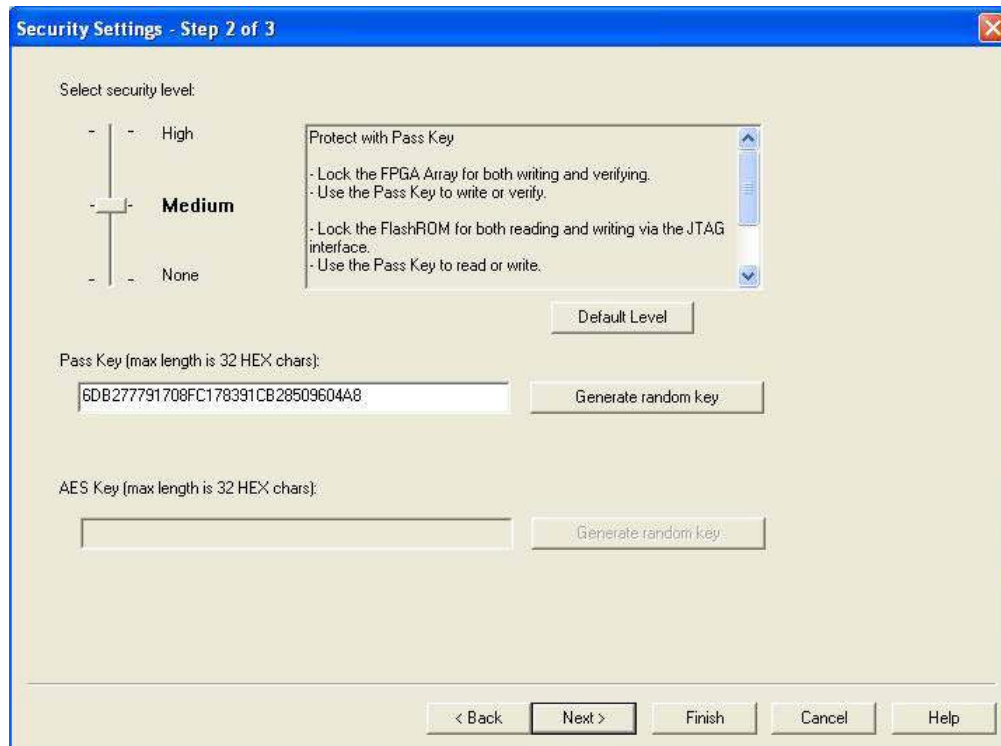 Security Settings - Step 2 of 3
Select security level:
High
Medium
None
Protect with Pass Key
- Lock the FPGA Array for both writing and verifying.
- Use the Pass Key to write or verify.
- Lock the FlashROM for both reading and writing via the JTAG
interface.
- Use the Pass Key to read or write.
Default Level
Pass Key (max length is 32 HEX chars):
6DB277791708FC178391CB28509604A8
Generate random key
AES Key (max length is 32 HEX chars):
Generate random key
< Back
Next >
Finish
Cancel
Help